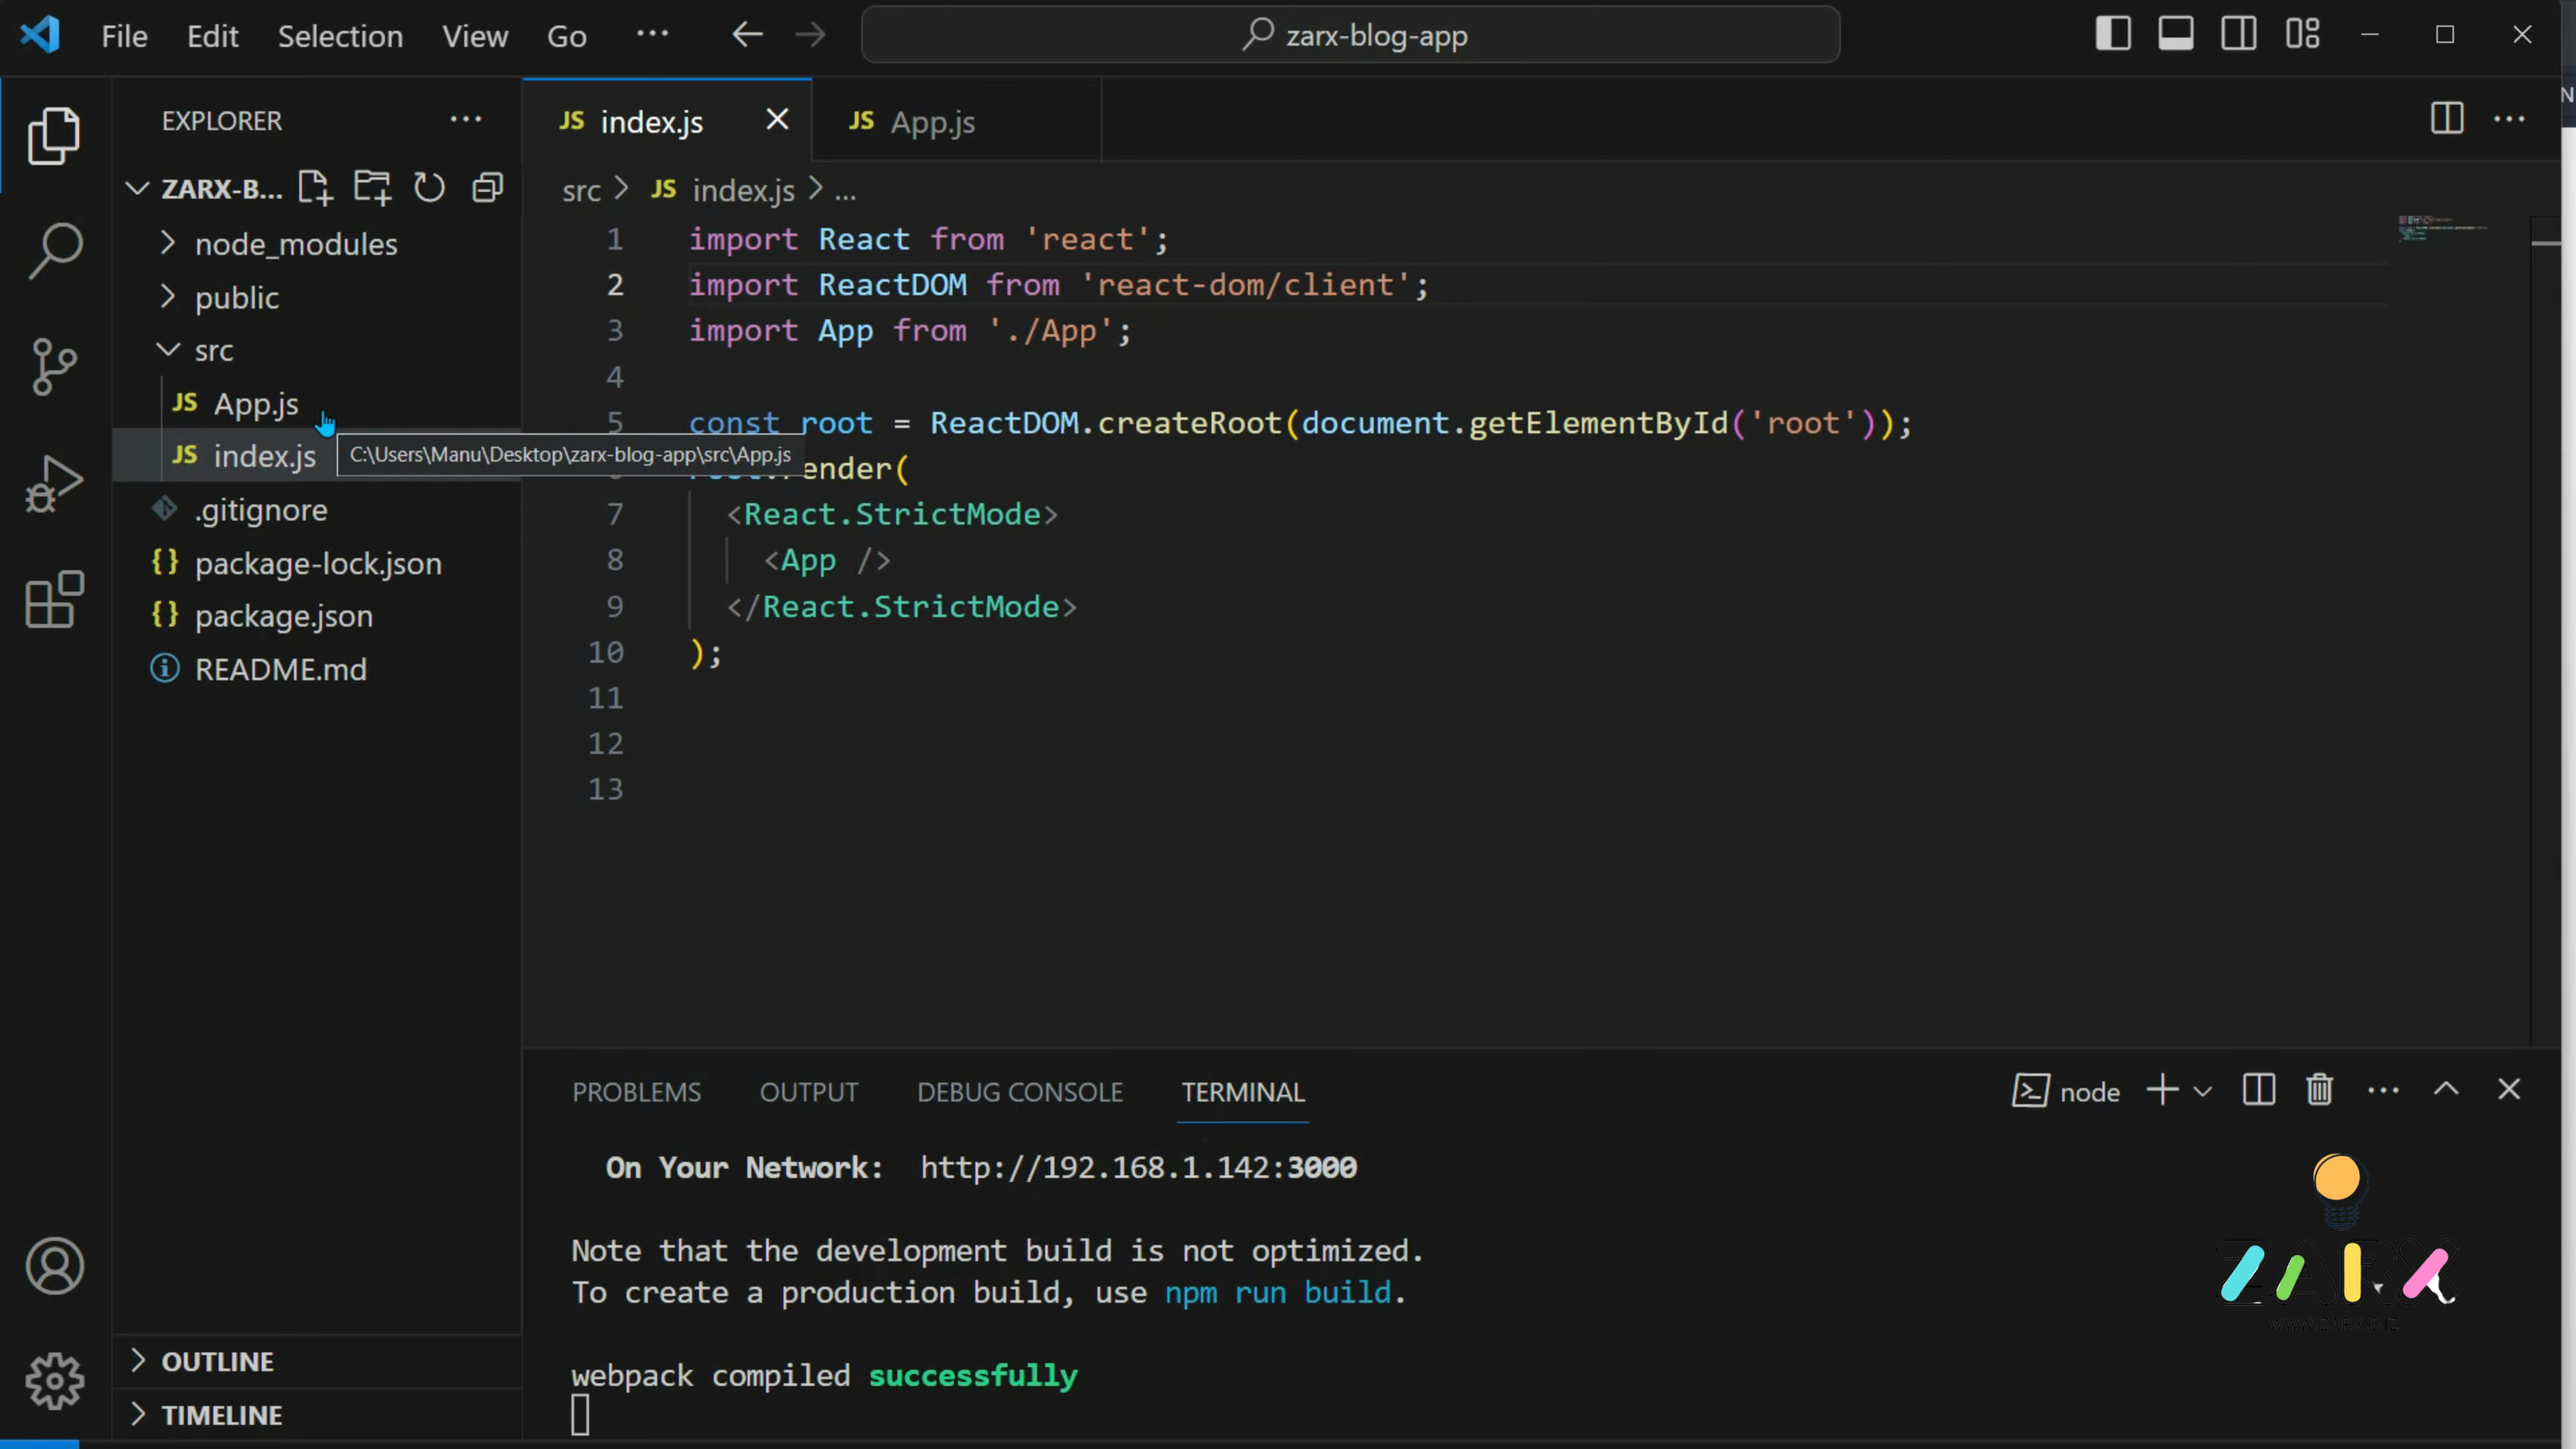 File Edit Selection View Go ... zarx-blog-app
EXPLORER
ZARX-B...
node_modules
public
src
JS App.js
JS index.js
.gitignore
{} package-lock.json
{} package.json
README.md
OUTLINE
TIMELINE
JS index.js JS App.js
src > JS index.js > ...
1 import React from 'react';
2 import ReactDOM from 'react-dom/client';
3 import App from './App';
4
5 const root = ReactDOM.createRoot(document.getElementById('root'));
C:\Users\Manu\Desktop\zarx-blog-app\src\App.js
ender(
7 <React.StrictMode>
8 <App />
9 </React.StrictMode>
10 );
11
12
13
PROBLEMS OUTPUT DEBUG CONSOLE TERMINAL node
On Your Network: http://192.168.1.142:3000
Note that the development build is not optimized.
To create a production build, use npm run build.
webpack compiled successfully
ZARX
WWW.ZARX.BIZ
N